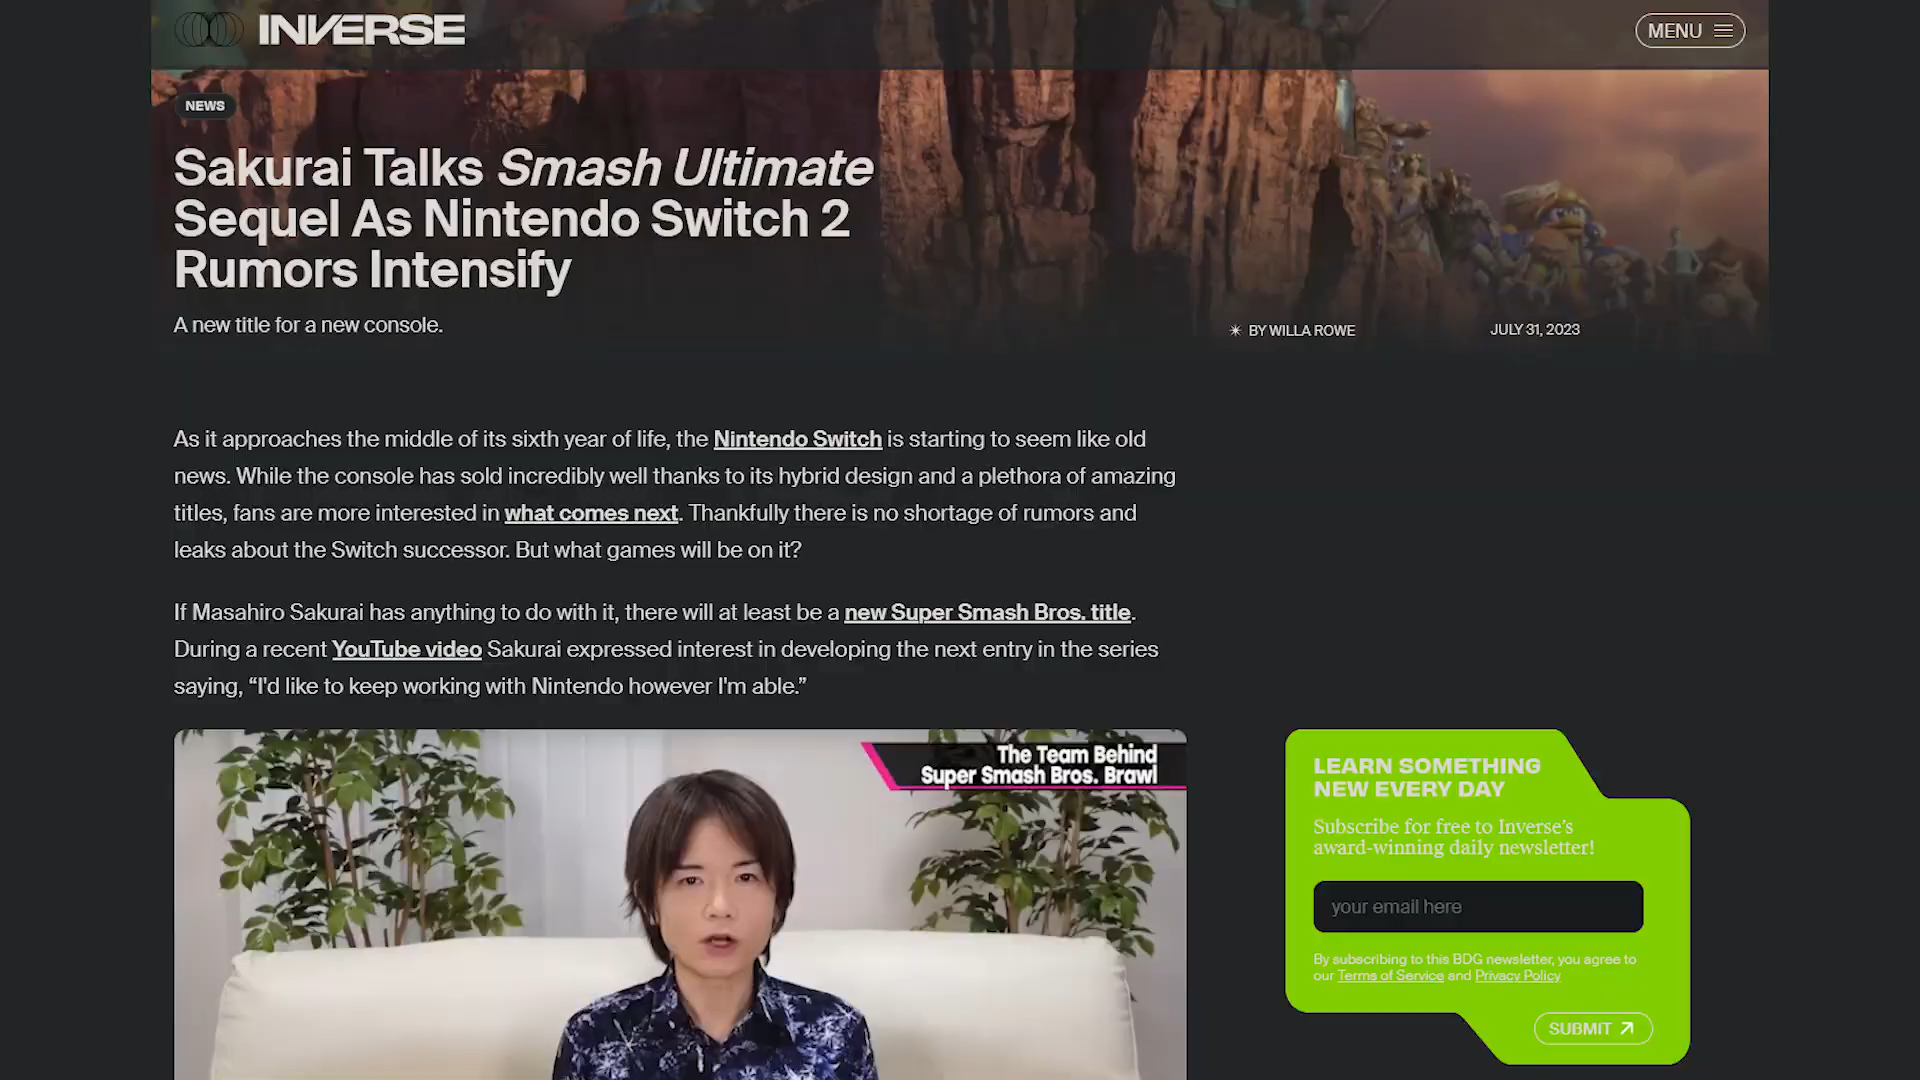 INVERSE
MENU
NEWS
Sakurai Talks Smash Ultimate
Sequel As Nintendo Switch 2
Rumors Intensify
A new title for a new console.
BY WILLA ROWE
JULY 31, 2023
As it approaches the middle of its sixth year of life, the Nintendo Switch is starting to seem like old
news. While the console has sold incredibly well thanks to its hybrid design and a plethora of amazing
titles, fans are more interested in what comes next. Thankfully there is no shortage of rumors and
leaks about the Switch successor. But what games will be on it?
If Masahiro Sakurai has anything to do with it, there will at least be a new Super Smash Bros. title.
During a recent YouTube video Sakurai expressed interest in developing the next entry in the series
saying, “I'd like to keep working with Nintendo however I'm able.”
The Team Behind
Super Smash Bros. Brawl
LEARN SOMETHING
NEW EVERY DAY
Subscribe for free to Inverse’s
award-winning daily newsletter!
your email here
By subscribing to this BDG newsletter, you agree to
our Terms of Service and Privacy Policy
SUBMIT